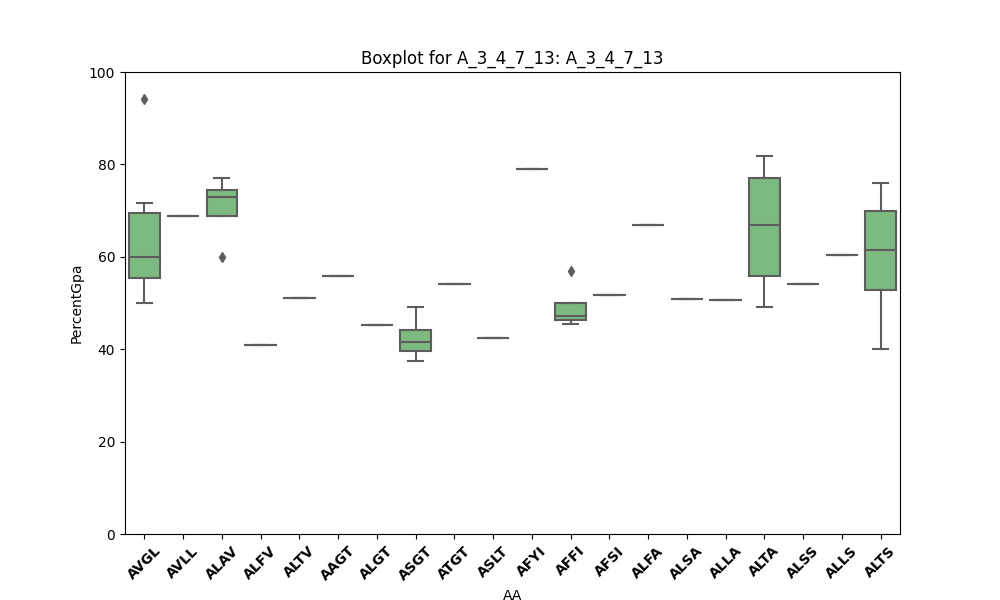 Boxplot for A_3_4_7_13: A_3_4_7_13
100
80
60
40
20
0
PercentGpa
AVGL AVLL ALAV ALFV ALTV AAGT ALGT ASGT ATGT ASLT AFYI AFFI AFSI ALFA ALSA ALLA ALTA ALSS ALLS ALTS
AA